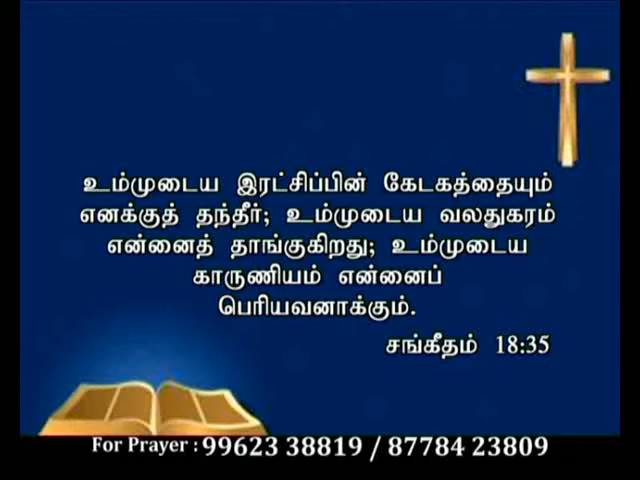 உம்முடைய இரட்சிப்பின் கேடகத்தையும்
எனக்குத் தந்தீர்; உம்முடைய வலதுகரம்
என்னைத் தாங்குகிறது; உம்முடைய
காருணியம் என்னைப்
பெரியவனாக்கும்.
சங்கீதம் 18:35
For Prayer : 99623 38819 / 87784 23809